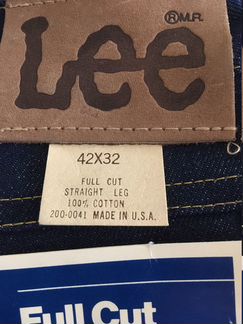 ® M.R.
Lee
42X32
FULL CUT
STRAIGHT LEG
100% COTTON
200-0041 MADE IN U.S.A.
Full Cut